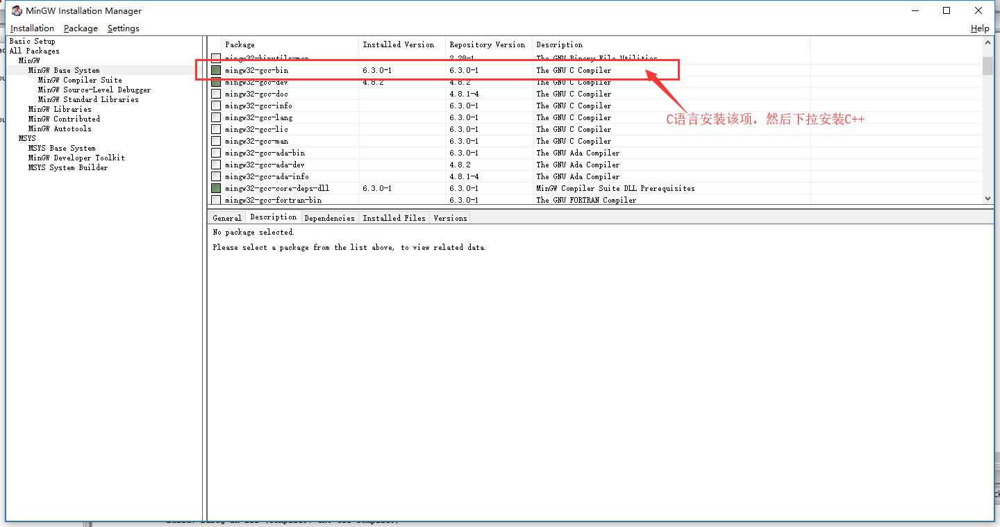 MinGW Installation Manager
Installation Package Settings Help
Basic Setup
All Packages
MinGW
MinGW Base System
MinGW Compiler Suite
MinGW Source-Level Debugger
MinGW Standard Libraries
MinGW Libraries
MinGW Contributed
MinGW Autotools
MSYS
MSYS Base System
MinGW Developer Toolkit
MSYS System Builder
Package Installed Version Repository Version Description
mingw32-binutils-man 2.28-1 The GNU Binary File Utilities
mingw32-gcc-bin 6.3.0-1 6.3.0-1 The GNU C Compiler
mingw32-gcc-dev 4.8.2 4.8.2 The GNU C Compiler
mingw32-gcc-doc 4.8.1-4 The GNU C Compiler
mingw32-gcc-info 6.3.0-1 The GNU C Compiler
mingw32-gcc-lang 6.3.0-1 The GNU C Compiler
mingw32-gcc-lic 6.3.0-1 The GNU C Compiler
mingw32-gcc-man 6.3.0-1 The GNU C Compiler
mingw32-gcc-ada-bin 6.3.0-1 The GNU Ada Compiler
mingw32-gcc-ada-dev 4.8.2 The GNU Ada Compiler
mingw32-gcc-ada-info 4.8.1-4 The GNU Ada Compiler
mingw32-gcc-core-deps-dll 6.3.0-1 6.3.0-1 MinGW Compiler Suite DLL Prerequisites
mingw32-gcc-fortran-bin 6.3.0-1 The GNU FORTRAN Compiler
C语言安装该项，然后下拉安装C++
General Description Dependencies Installed Files Versions
No package selected.
Please select a package from the list above, to view related data.